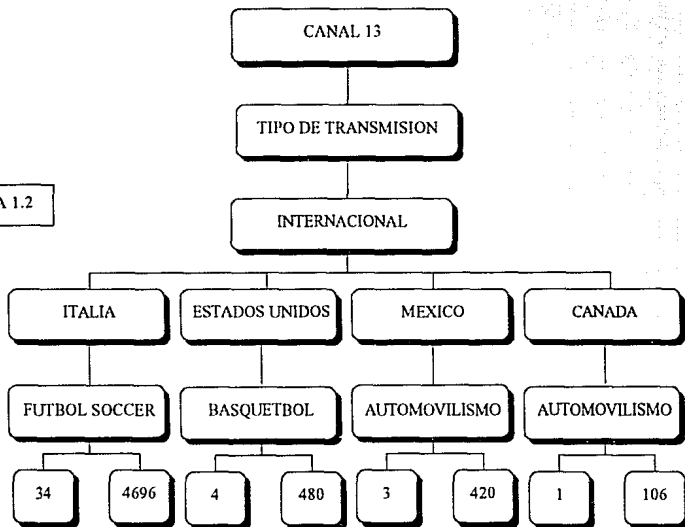 CANAL 13
TIPO DE TRANSMISION
A 1.2
INTERNACIONAL
ITALIA
ESTADOS UNIDOS
MEXICO
CANADA
FUTBOL SOCCER
BASQUETBOL
AUTOMOVILISMO
AUTOMOVILISMO
34
4696
4
480
3
420
1
106